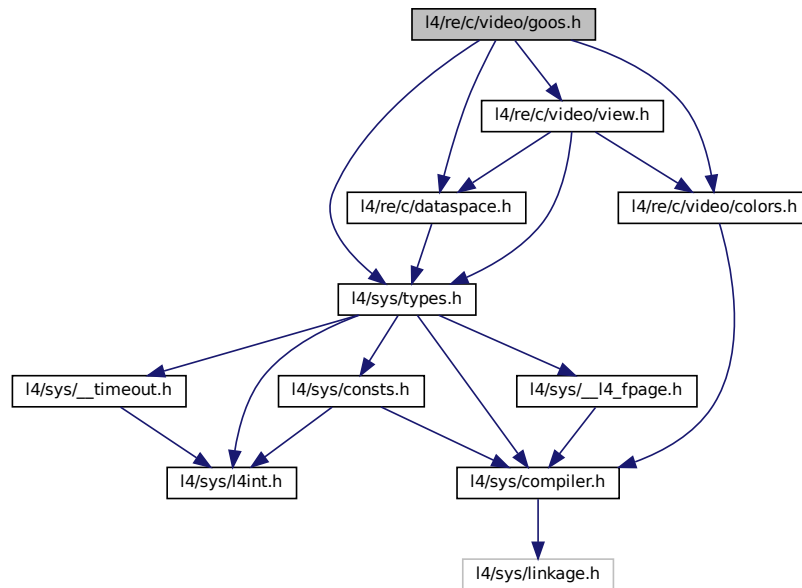 l4/re/c/video/goos.h
l4/re/c/video/view.h
l4/re/c/dataspace.h
l4/re/c/video/colors.h
l4/sys/types.h
l4/sys/__timeout.h
l4/sys/consts.h
l4/sys/__l4_fpage.h
l4/sys/l4int.h
l4/sys/compiler.h
l4/sys/linkage.h